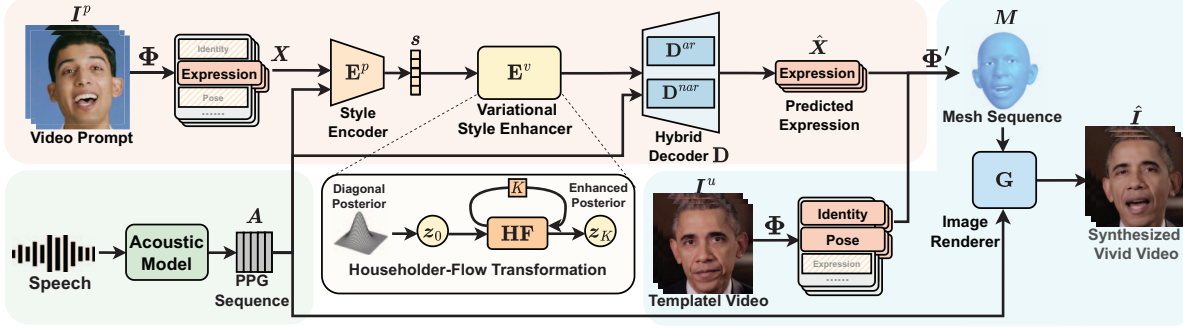 I^p
Φ
Identity
Expression
Pose
......
X
Video Prompt
E^p
Style
Encoder
s
E^v
Variational
Style Enhancer
D^{ar}
D^{nar}
Hybrid
Decoder D
X̂
Expression
Predicted
Expression
Φ′
M
Mesh Sequence
Speech
Acoustic
Model
A
PPG
Sequence
Diagonal
Posterior
z_0
K
HF
Enhanced
Posterior
z_K
Householder-Flow Transformation
I^u
Templatel Video
Φ
Identity
Pose
Expression
......
G
Image
Renderer
Î
Synthesized
Vivid Video